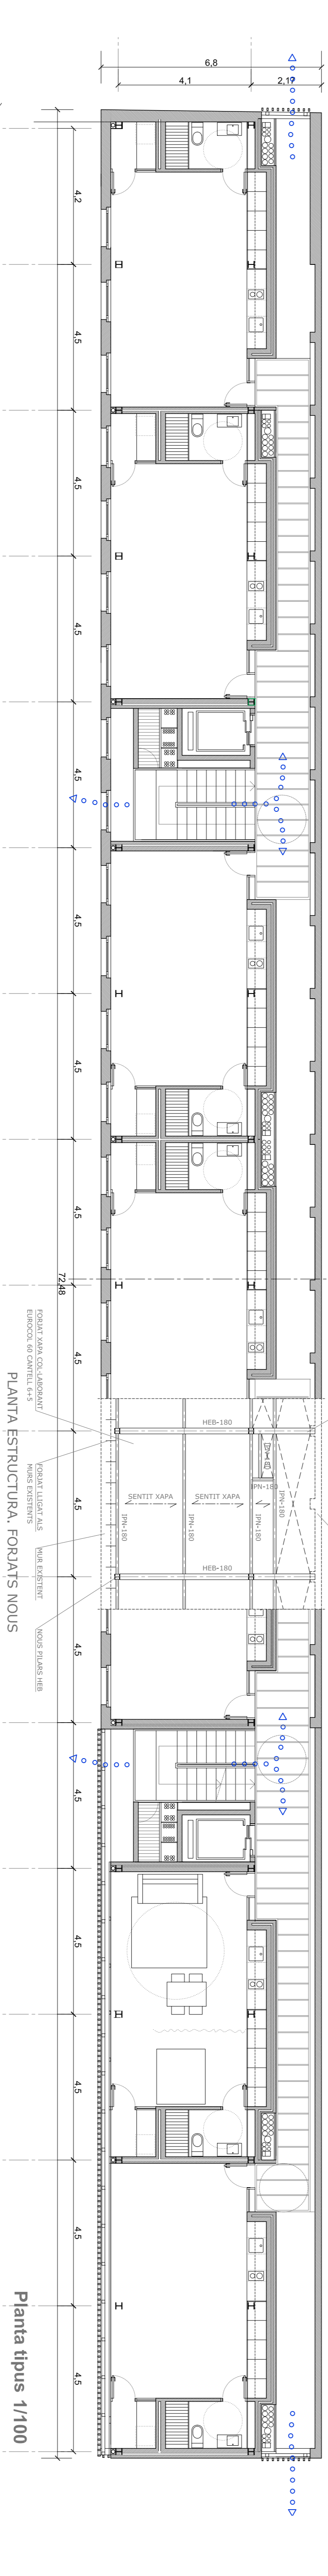 6,8
4,1
2,17
4,2
4,5
4,5
4,5
4,5
4,5
4,5
4,5
72,48
4,5
HEB-180
FORJAT XAPA COL·LABORANT
EUROCOL 60 CANTELL 6+5
FORJAT LLIGAT ALS
MURS EXISTENTS
MUR EXISTENT
NOUS PILARS HEB
PLANTA ESTRUCTURA. FORJATS NOUS
IPN-180
IPN-180
SENTIT XAPA
SENTIT XAPA
SENTIT XAPA
4,5
IPN-180
IPN-180
IPN-180
IPN-180
HEB-180
4,5
4,5
4,5
4,5
4,5
4,5
Planta tipus 1/100